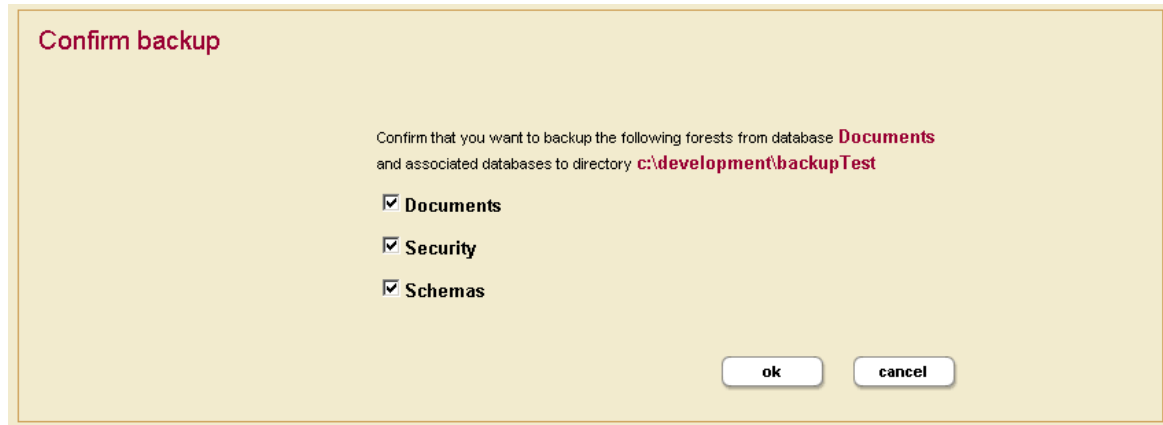 Confirm backup
Confirm that you want to backup the following forests from database Documents
and associated databases to directory c:\development\backupTest
Documents
Security
Schemas
ok cancel